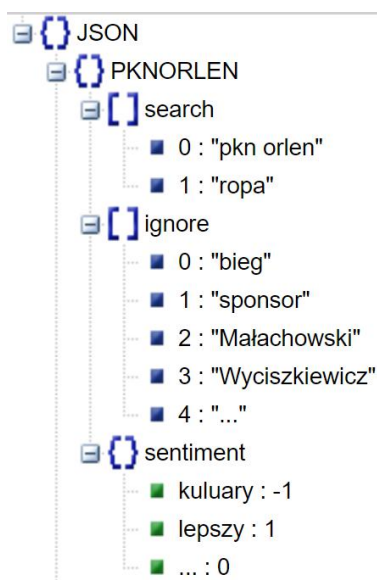 JSON
PKNORLEN
search
0 : "pkn orlen"
1 : "ropa"
ignore
0 : "bieg"
1 : "sponsor"
2 : "Małachowski"
3 : "Wyciszkiewicz"
4 : "..."
sentiment
kuluary : -1
lepszy : 1
... : 0